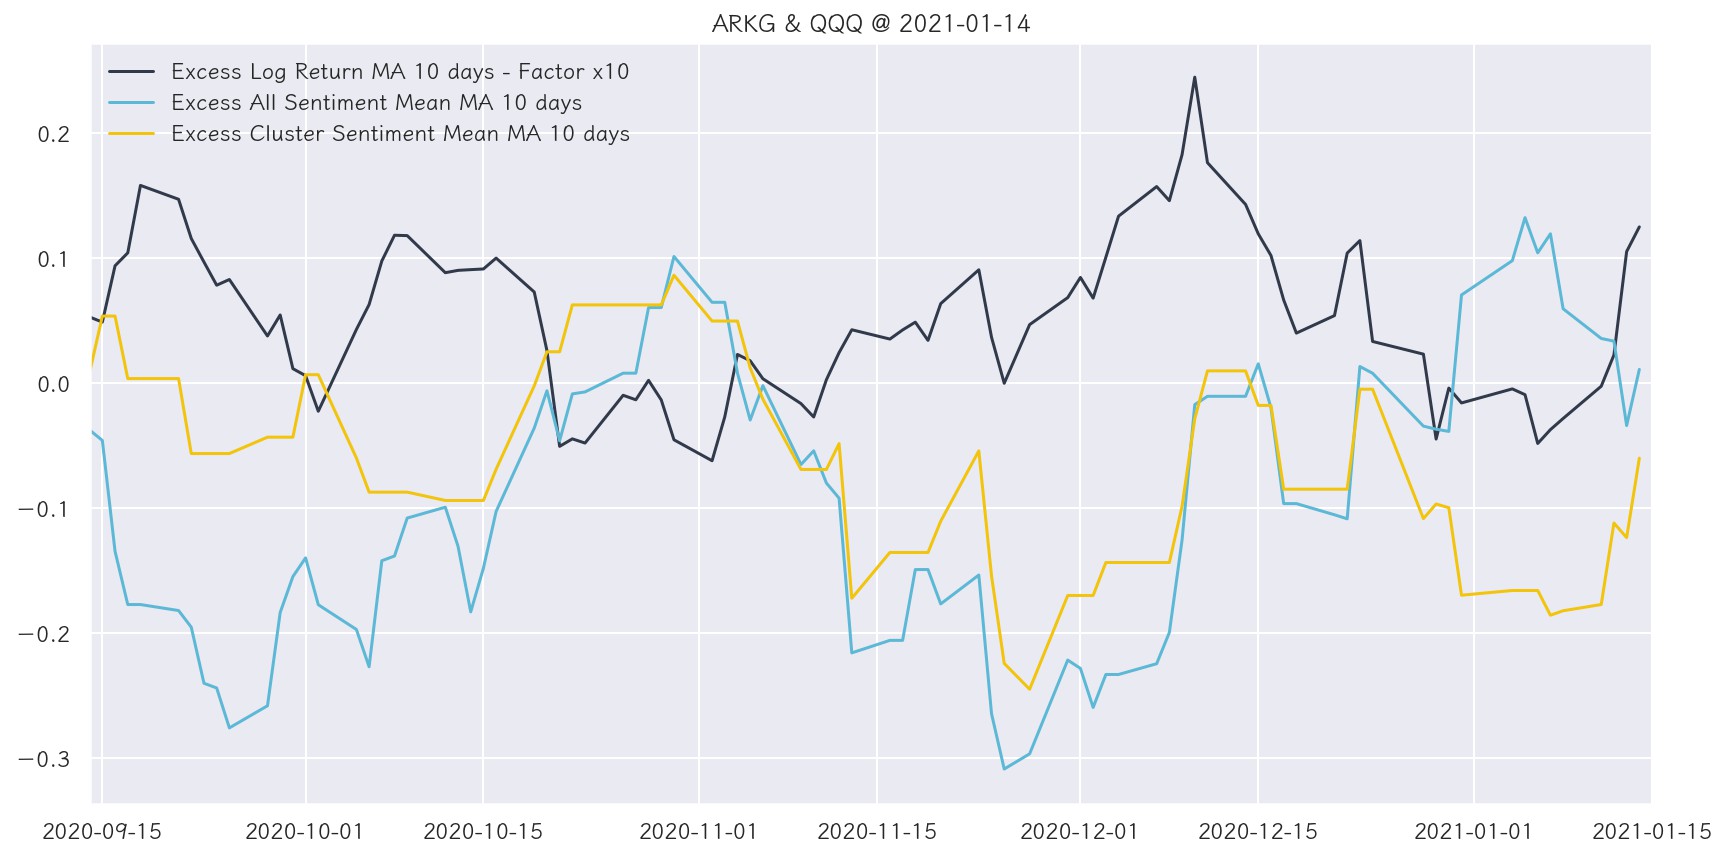 ARKG & QQQ @ 2021-01-14
Excess Log Return MA 10 days - Factor x10
Excess All Sentiment Mean MA 10 days
Excess Cluster Sentiment Mean MA 10 days
0.2
0.1
0.0
−0.1
−0.2
−0.3
2020-09-15 2020-10-01 2020-10-15 2020-11-01 2020-11-15 2020-12-01 2020-12-15 2021-01-01 2021-01-15